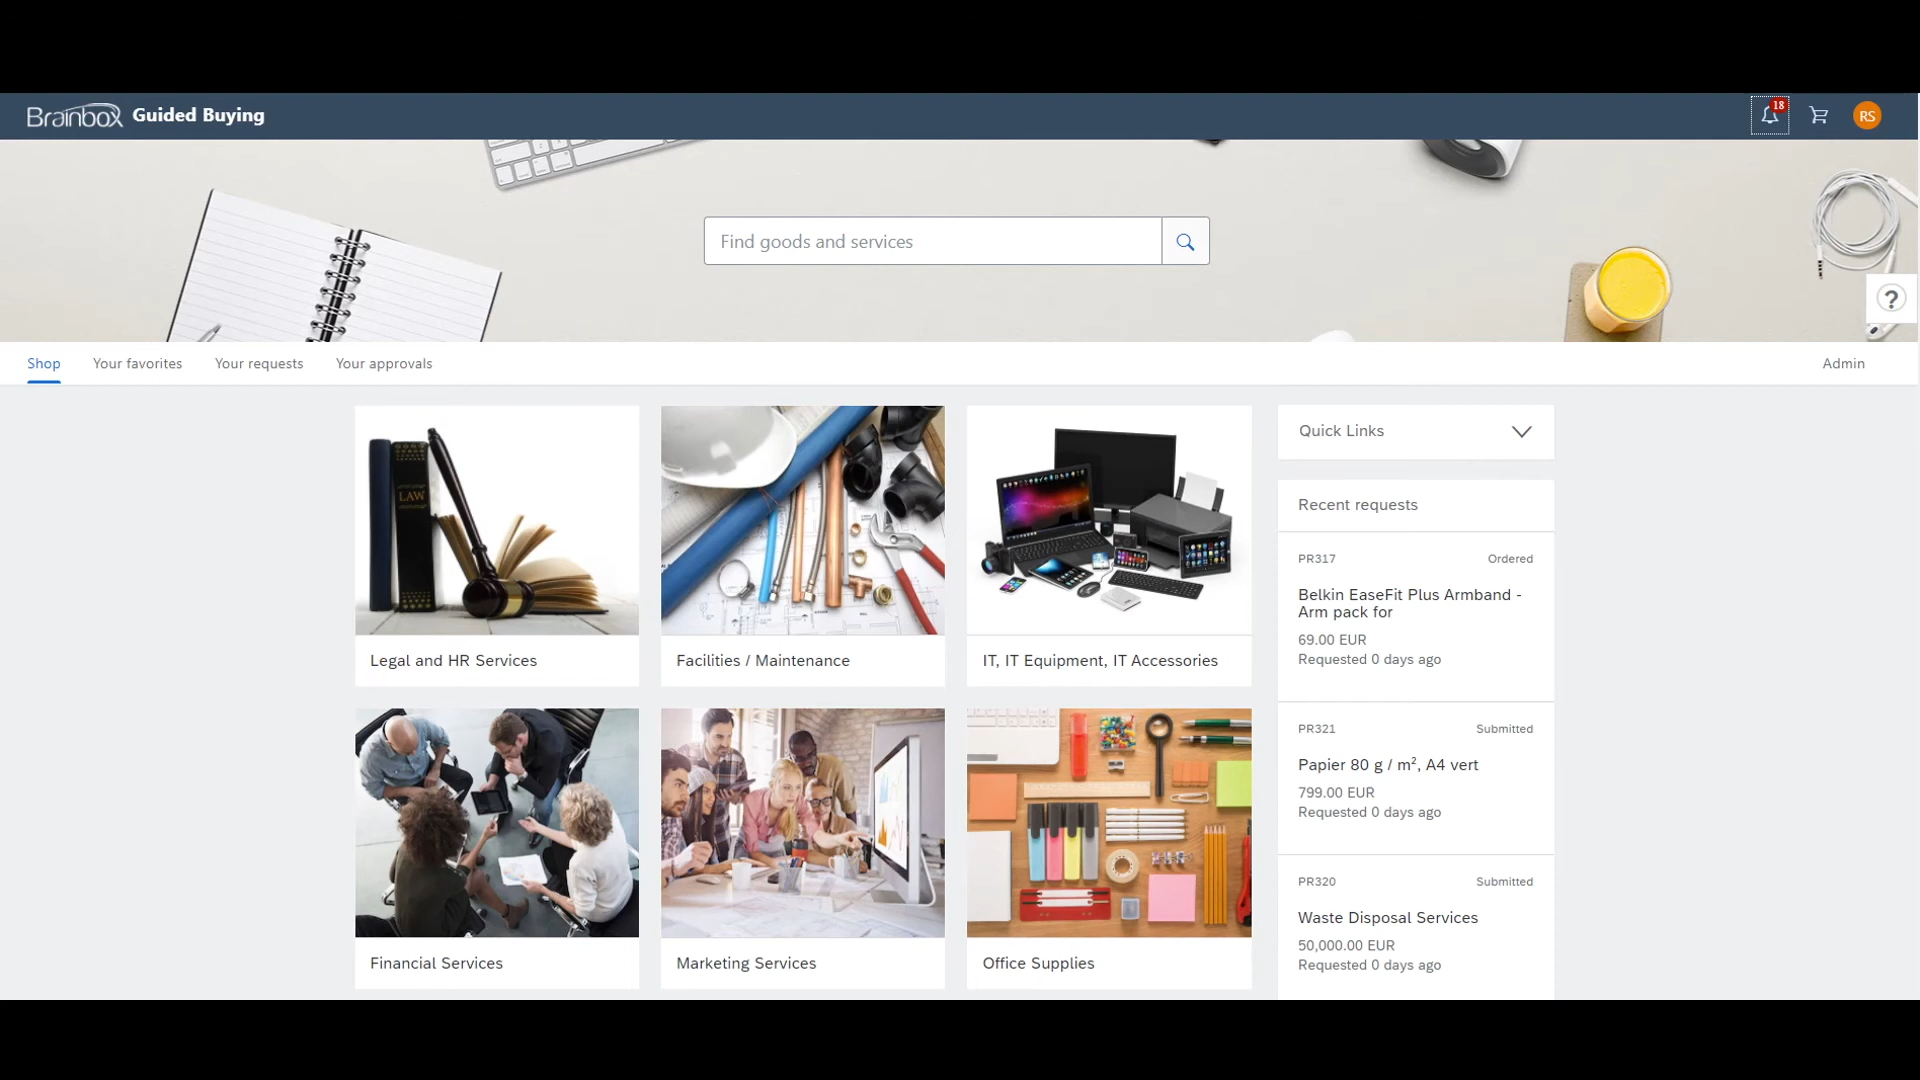 Brainbox Guided Buying
18
RS
Find goods and services
?
Shop
Your favorites
Your requests
Your approvals
Admin
LAW
Legal and HR Services
Facilities / Maintenance
IT, IT Equipment, IT Accessories
Financial Services
Marketing Services
Office Supplies
Quick Links
Recent requests
PR317 Ordered
Belkin EaseFit Plus Armband -
Arm pack for
69.00 EUR
Requested 0 days ago
PR321 Submitted
Papier 80 g / m², A4 vert
799.00 EUR
Requested 0 days ago
PR320 Submitted
Waste Disposal Services
50,000.00 EUR
Requested 0 days ago